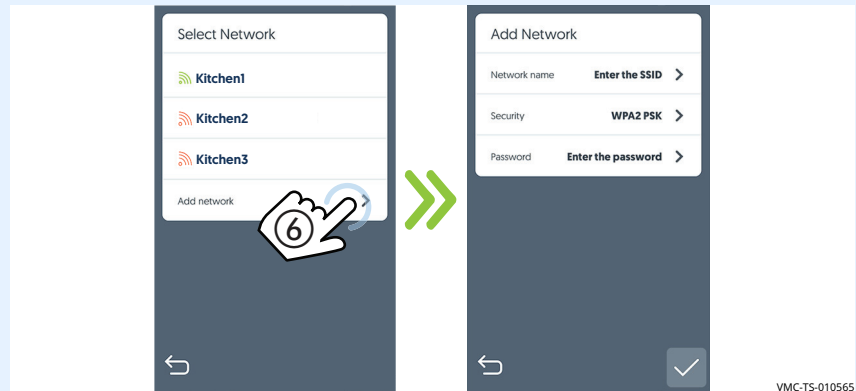 Select Network
Kitchen1
Kitchen2
Kitchen3
Add network
6
Add Network
Network name Enter the SSID
Security WPA2 PSK
Password Enter the password
VMC-TS-010565